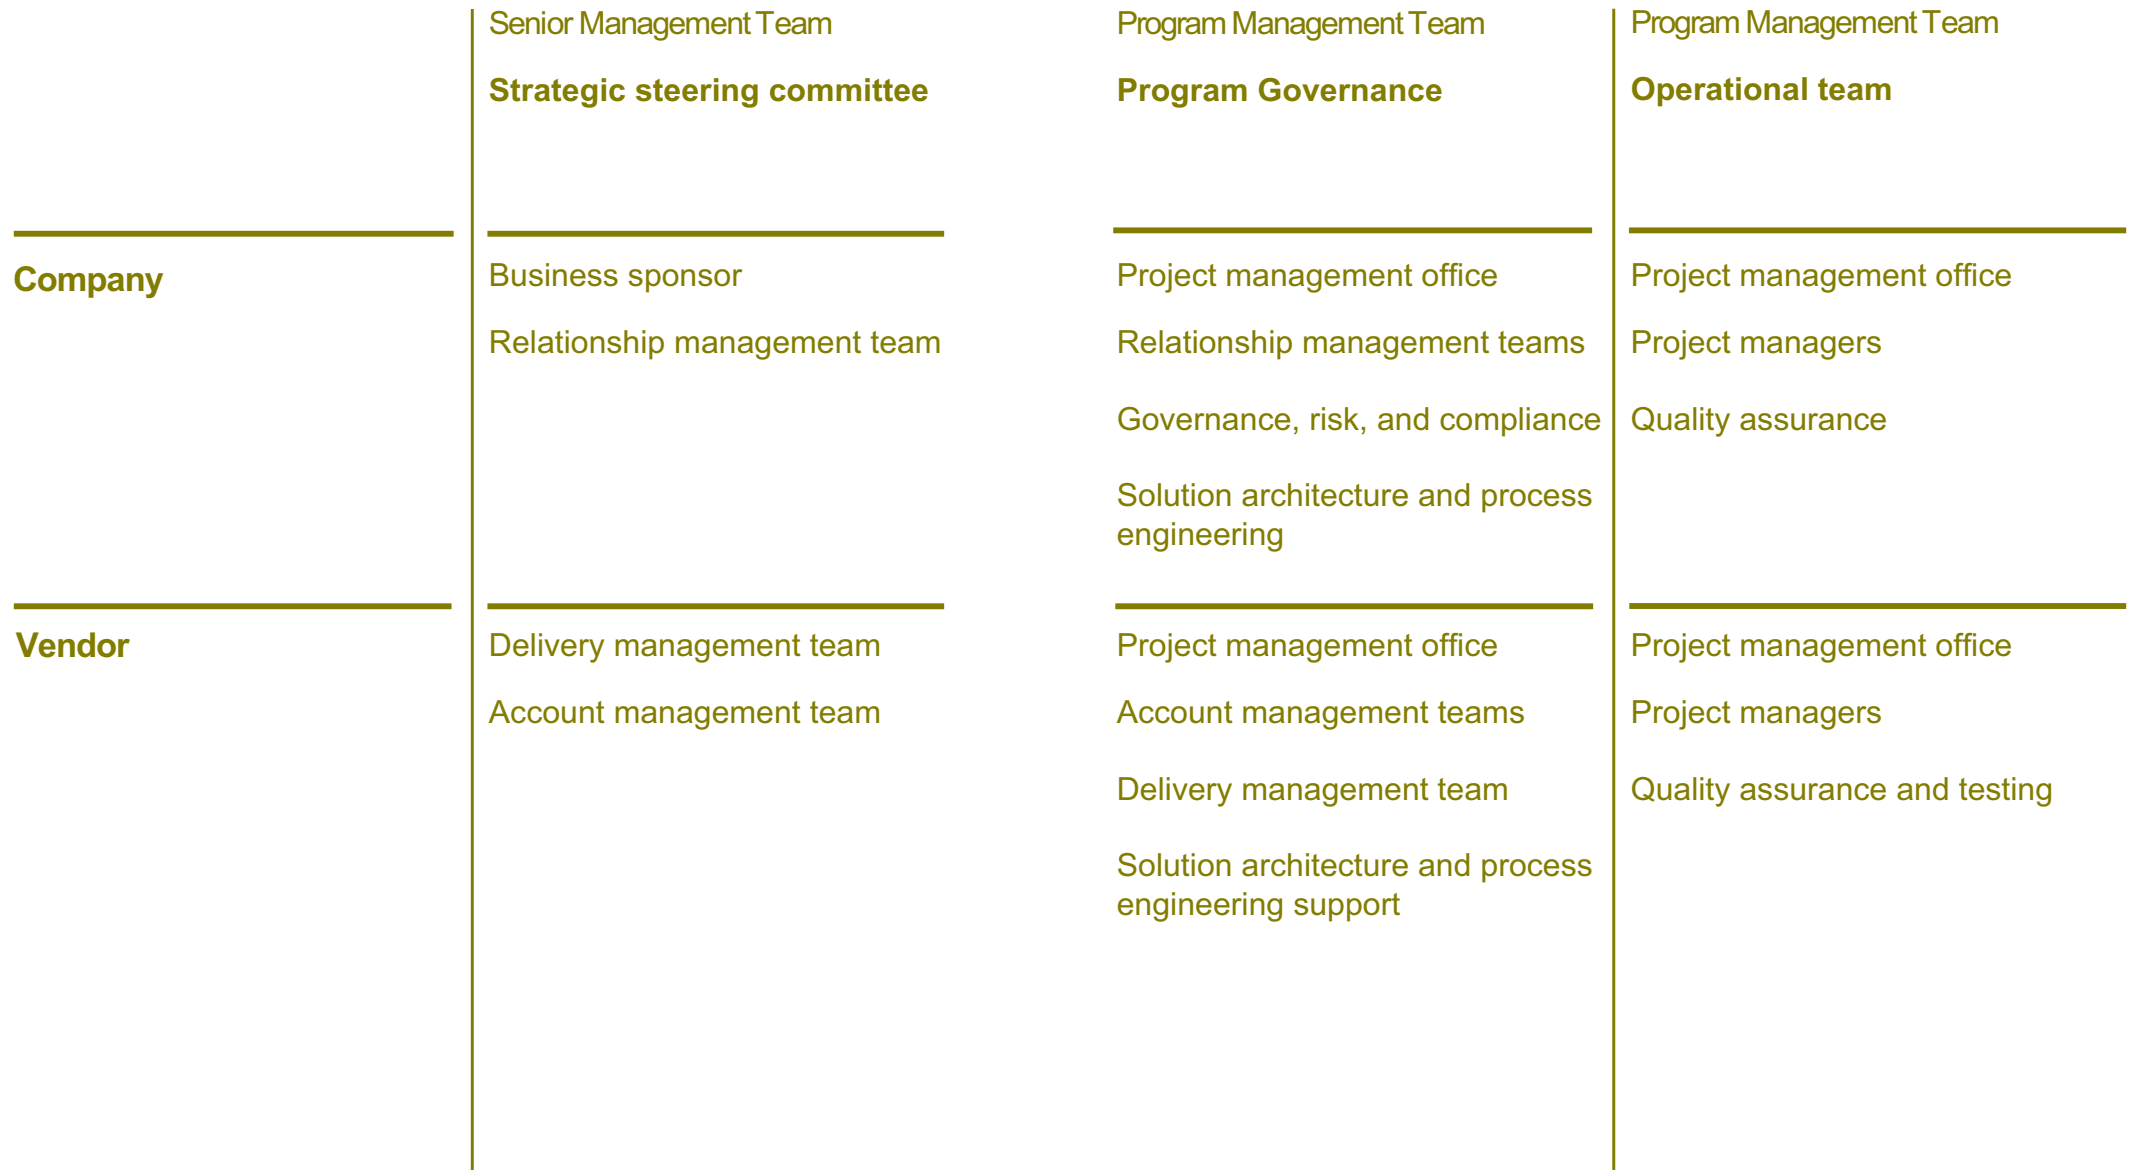 Senior Management Team
Program Management Team
Program Management Team
Strategic steering committee
Program Governance
Operational team
Company
Business sponsor
Relationship management team
Project management office
Relationship management teams
Governance, risk, and compliance
Solution architecture and process
engineering
Project management office
Project managers
Quality assurance
Vendor
Delivery management team
Account management team
Project management office
Account management teams
Delivery management team
Solution architecture and process
engineering support
Project management office
Project managers
Quality assurance and testing